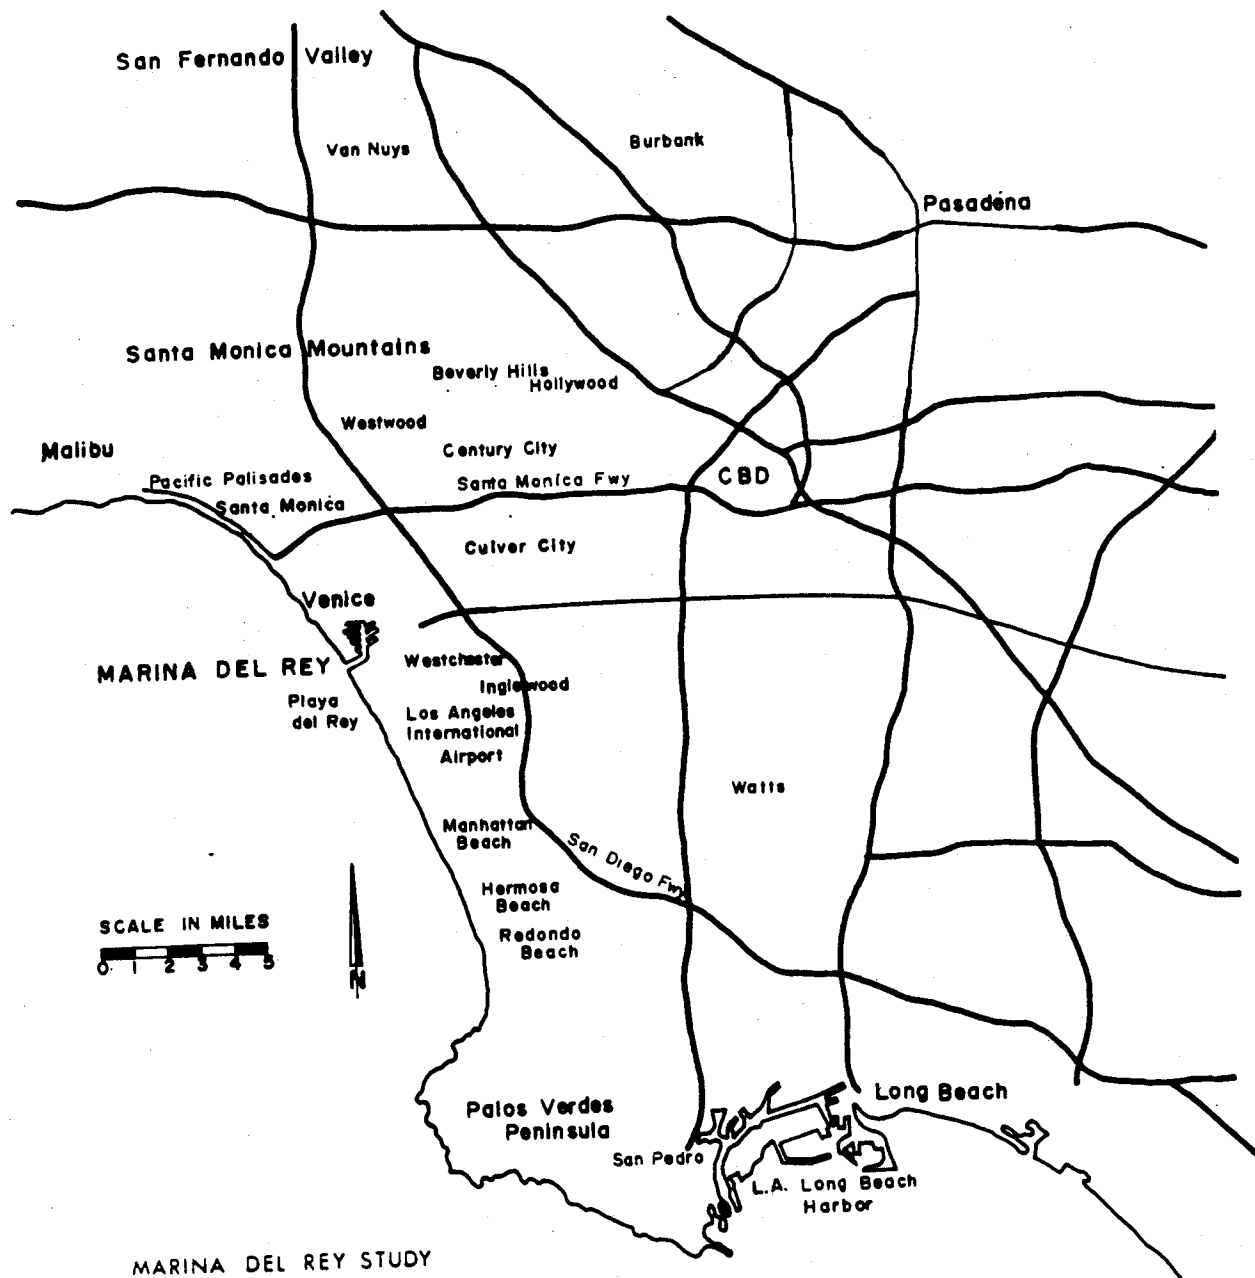 San Fernando Valley
Van Nuys
Burbank
Pasadena
Santa Monica Mountains
Beverly Hills
Hollywood
Westwood
Malibu
Century City
Pacific Palisades
Santa Monica Fwy
CBD
Santa Monica
Culver City
Venice
MARINA DEL REY
Westchester
Inglewood
Playa
del Rey
Los Angeles
International
Airport
Watts
Manhattan
Beach
San Diego Fwy
Hermosa
Beach
Redondo
Beach
SCALE IN MILES
0 1 2 3 4 5
N
Palos Verdes
Peninsula
San Pedro
Long Beach
L.A. Long Beach
Harbor
MARINA DEL REY STUDY